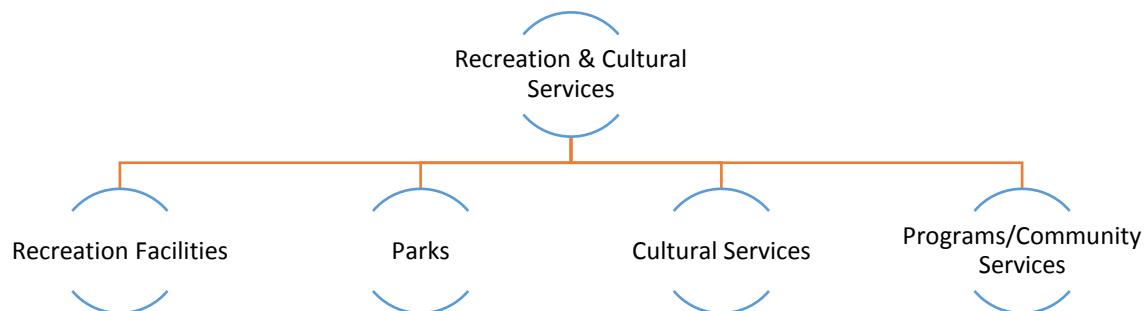 Recreation & Cultural
Services
Recreation Facilities
Parks
Cultural Services
Programs/Community
Services